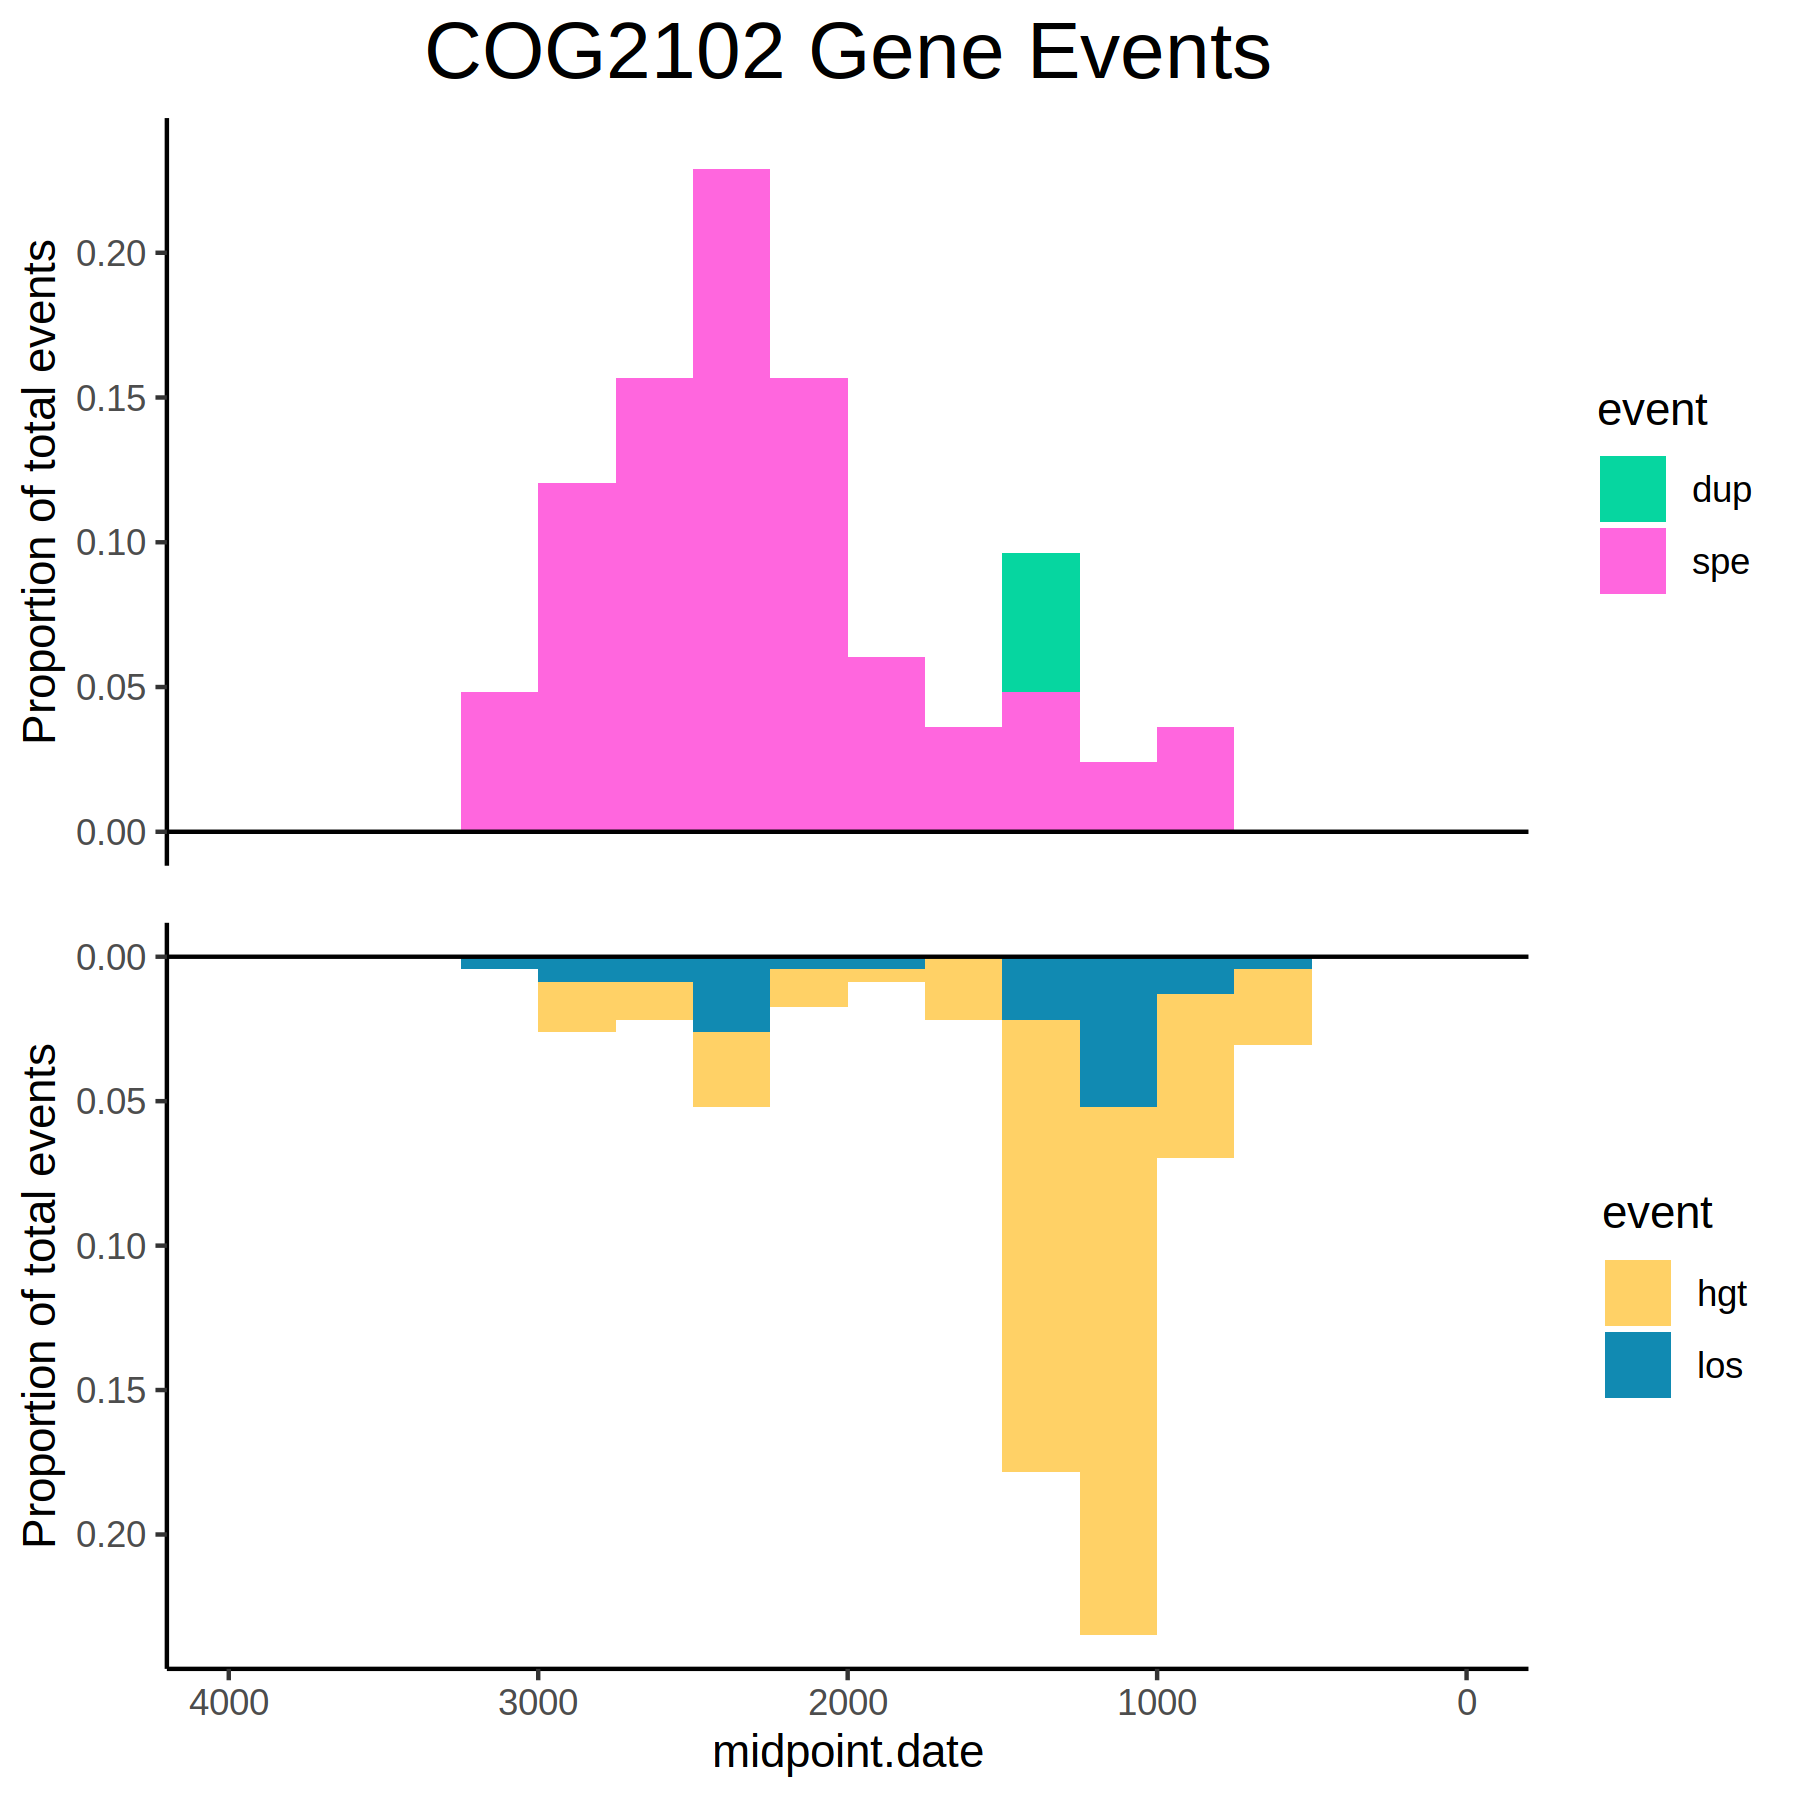 COG2102 Gene Events
Proportion of total events
0.20
0.15
0.10
0.05
0.00
event
dup
spe
Proportion of total events
0.00
0.05
0.10
0.15
0.20
event
hgt
los
4000 3000 2000 1000 0
midpoint.date